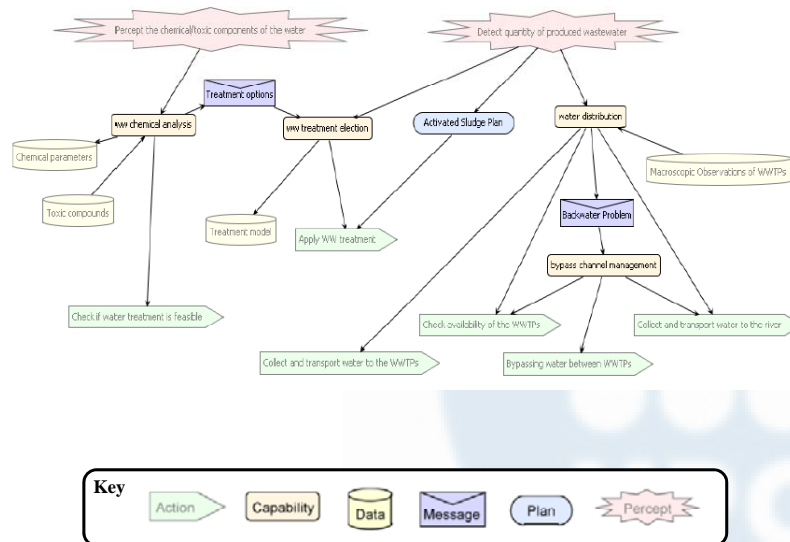 Percept the chemical/toxic components of the water
Detect quantity of produced wastewater
Treatment options
ww chemical analysis
ww treatment election
Activated Sludge Plan
water distribution
Chemical parameters
Macroscopic Observations of WWTPs
Toxic compounds
Backwater Problem
Treatment model
Apply WW treatment
bypass channel management
Check if water treatment is feasible
Check availability of the WWTPs
Collect and transport water to the river
Collect and transport water to the WWTPs
Bypassing water between WWTPs
Key
Action
Capability
Data
Message
Plan
Percept